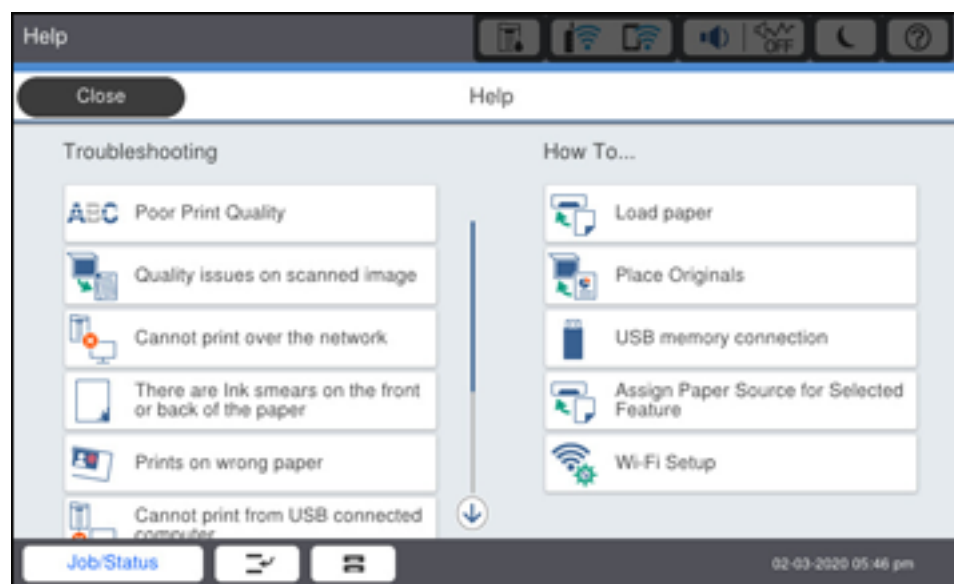 Help
OFF
Close
Help
Troubleshooting
How To...
ABC Poor Print Quality
Quality issues on scanned image
Cannot print over the network
There are Ink smears on the front
or back of the paper
Prints on wrong paper
Cannot print from USB connected
computer
Load paper
Place Originals
USB memory connection
Assign Paper Source for Selected
Feature
Wi-Fi Setup
Job/Status
02-03-2020 05:46 pm